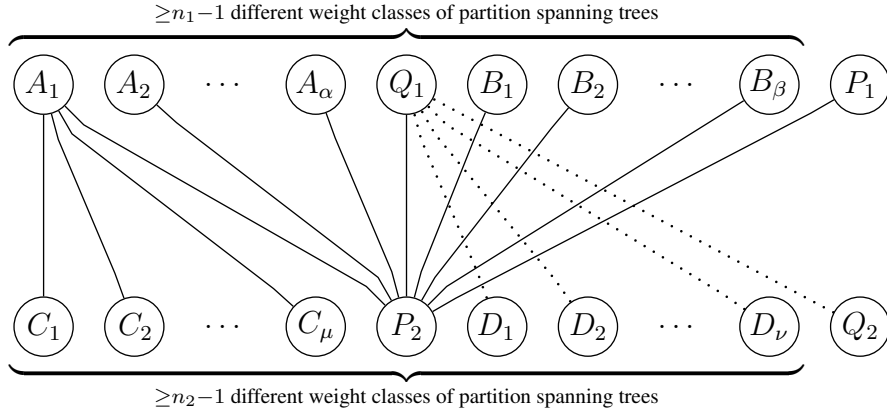 ≥n₁−1 different weight classes of partition spanning trees
A₁ A₂ ··· Aα Q₁ B₁ B₂ ··· Bβ P₁
C₁ C₂ ··· Cμ P₂ D₁ D₂ ··· Dν Q₂
≥n₂−1 different weight classes of partition spanning trees